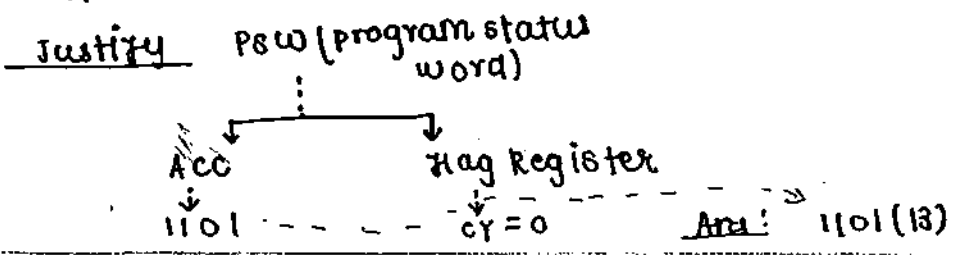 Justify PSW (program status
word)
ACC Flag Register
1101 CY = 0 Ans: 1101 (13)